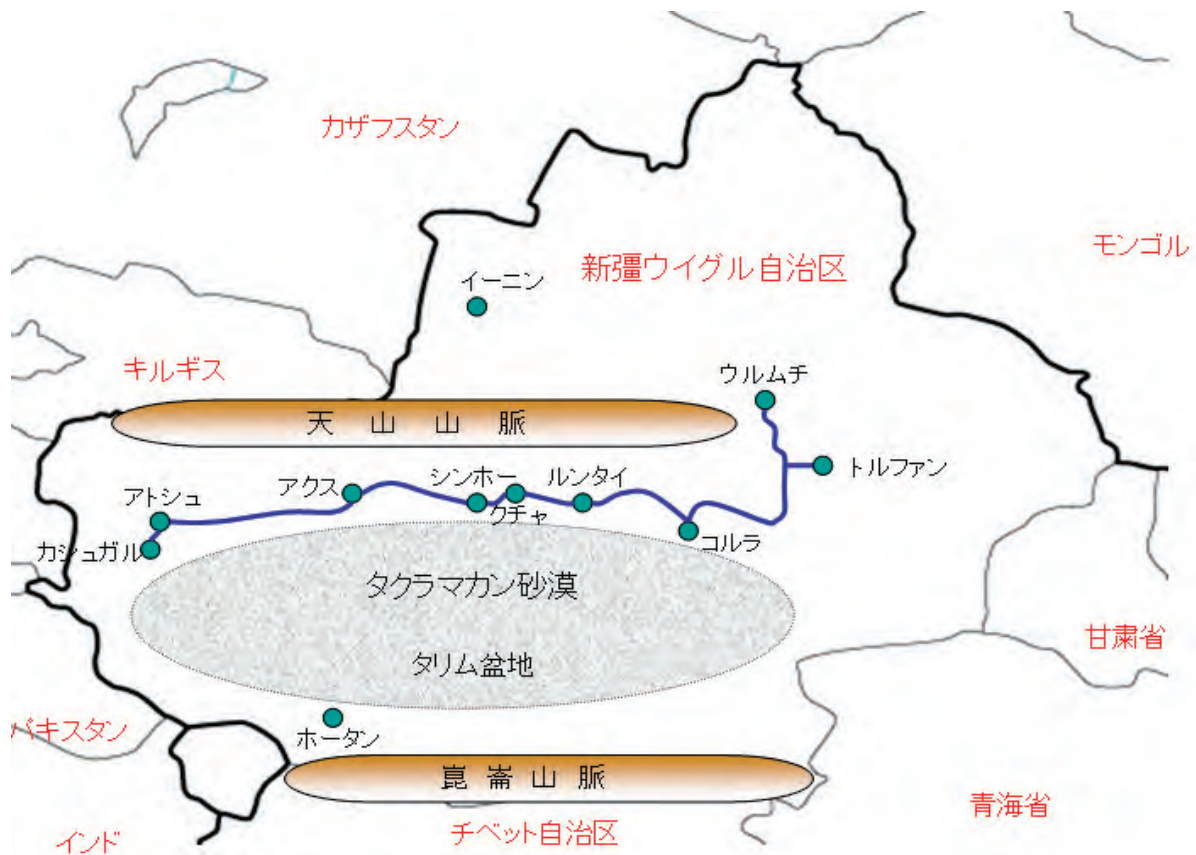 カザフスタン
モンゴル
新疆ウイグル自治区
イーニン
キルギス
ウルムチ
天山山脈
トルファン
シンホー
ルンタイ
アクス
アトシュ
クチャ
コルラ
カシュガル
タクラマカン砂漠
甘粛省
タリム盆地
パキスタン
ホータン
崑崙山脈
青海省
チベット自治区
インド